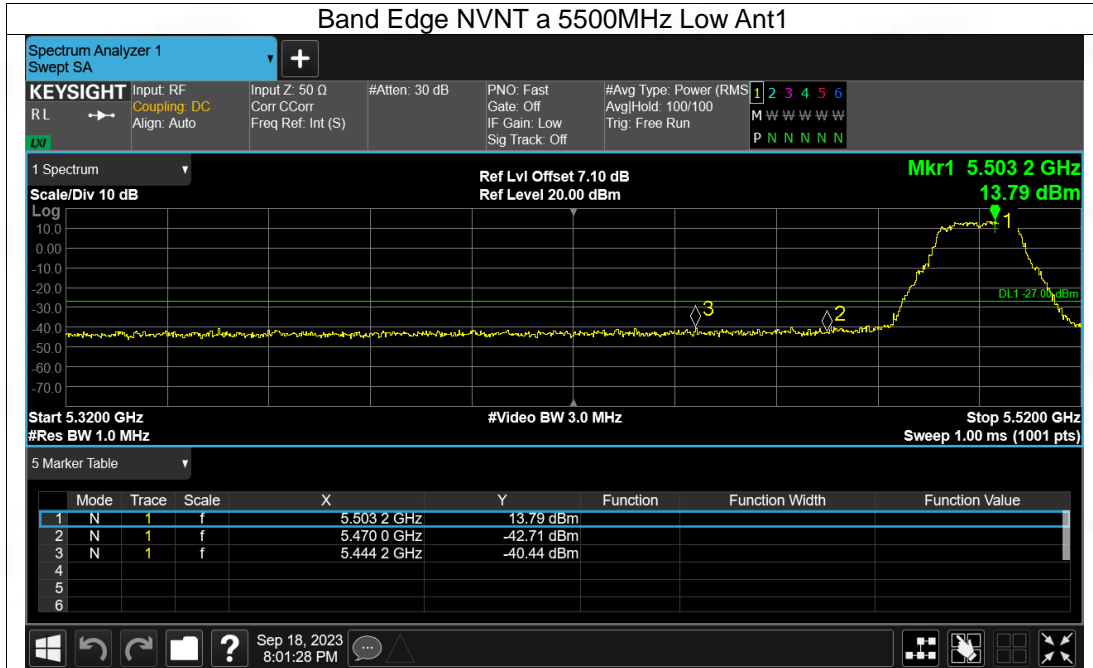 Band Edge NVNT a 5500MHz Low Ant1
Spectrum Analyzer 1
Swept SA
+
KEYSIGHT
RL
LXI
Input: RF
Coupling: DC
Align: Auto
Input Z: 50 Ω
Corr CCorr
Freq Ref: Int (S)
#Atten: 30 dB
PNO: Fast
Gate: Off
IF Gain: Low
Sig Track: Off
#Avg Type: Power (RMS
Avg|Hold: 100/100
Trig: Free Run
1 2 3 4 5 6
M W W W W W
P N N N N N
1 Spectrum
Scale/Div 10 dB
Ref Lvl Offset 7.10 dB
Ref Level 20.00 dBm
Mkr1 5.503 2 GHz
13.79 dBm
Log
10.0
0.00
-10.0
-20.0
-30.0
-40.0
-50.0
-60.0
-70.0
1
DL1 -27.00 dBm
3
2
Start 5.3200 GHz
#Video BW 3.0 MHz
Stop 5.5200 GHz
#Res BW 1.0 MHz
Sweep 1.00 ms (1001 pts)
5 Marker Table
Mode Trace Scale X Y Function Function Width Function Value
1 N 1 f 5.503 2 GHz 13.79 dBm
2 N 1 f 5.470 0 GHz -42.71 dBm
3 N 1 f 5.444 2 GHz -40.44 dBm
4
5
6
?
Sep 18, 2023
8:01:28 PM